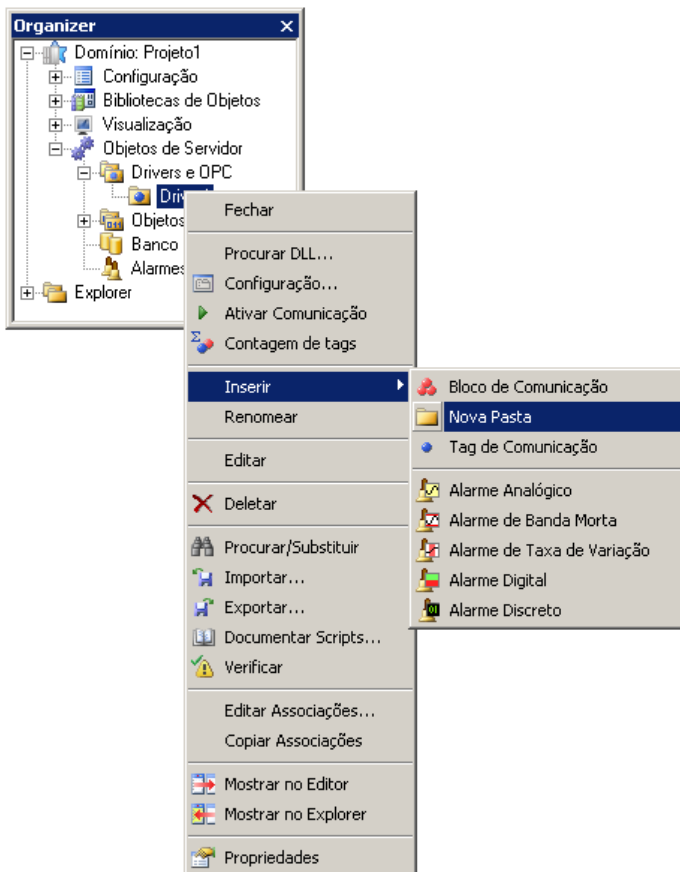 Organizer
Domínio: Projeto1
Configuração
Bibliotecas de Objetos
Visualização
Objetos de Servidor
Drivers e OPC
Objetos
Banco
Alarmes
Explorer
Fechar
Procurar DLL...
Configuração...
Ativar Comunicação
Contagem de tags
Inserir
Renomear
Editar
Deletar
Procurar/Substituir
Importar...
Exportar...
Documentar Scripts...
Verificar
Editar Associações...
Copiar Associações
Mostrar no Editor
Mostrar no Explorer
Propriedades
Bloco de Comunicação
Nova Pasta
Tag de Comunicação
Alarme Analógico
Alarme de Banda Morta
Alarme de Taxa de Variação
Alarme Digital
Alarme Discreto